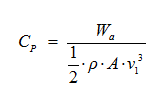 C_P = W_a / (1/2 · ρ · A · v_1^3)